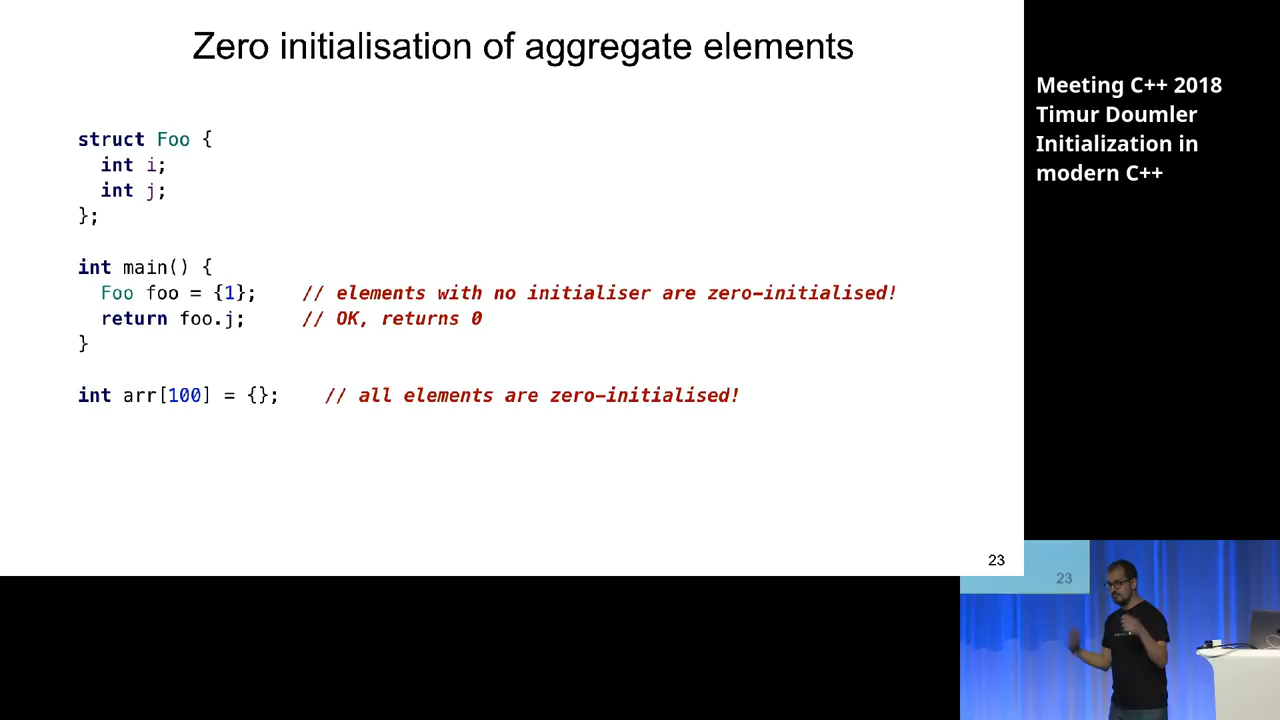 Zero initialisation of aggregate elements
struct Foo {
  int i;
  int j;
};
int main() {
  Foo foo = {1};    // elements with no initialiser are zero-initialised!
  return foo.j;     // OK, returns 0
}
int arr[100] = {};    // all elements are zero-initialised!
23
Meeting C++ 2018
Timur Doumler
Initialization in
modern C++
23